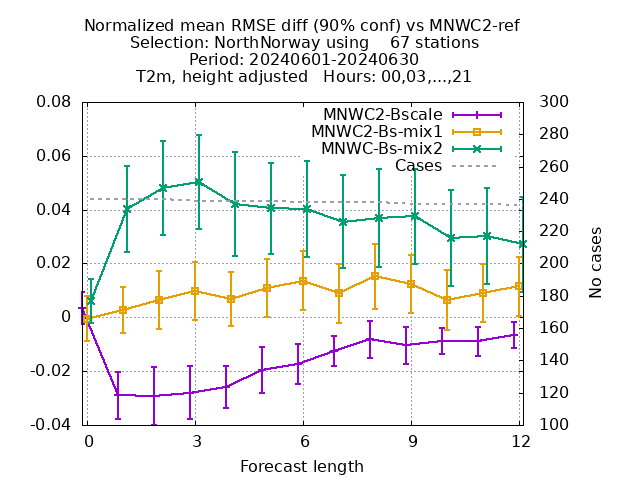 Normalized mean RMSE diff (90% conf) vs MNWC2-ref
Selection: NorthNorway using    67 stations
Period: 20240601-20240630
T2m, height adjusted   Hours: 00,03,...,21
0.08
0.06
0.04
0.02
0
-0.02
-0.04
MNWC2-Bscale
MNWC2-Bs-mix1
MNWC-Bs-mix2
Cases
300
280
260
240
220
200
180
160
140
120
100
No cases
0
3
6
9
12
Forecast length